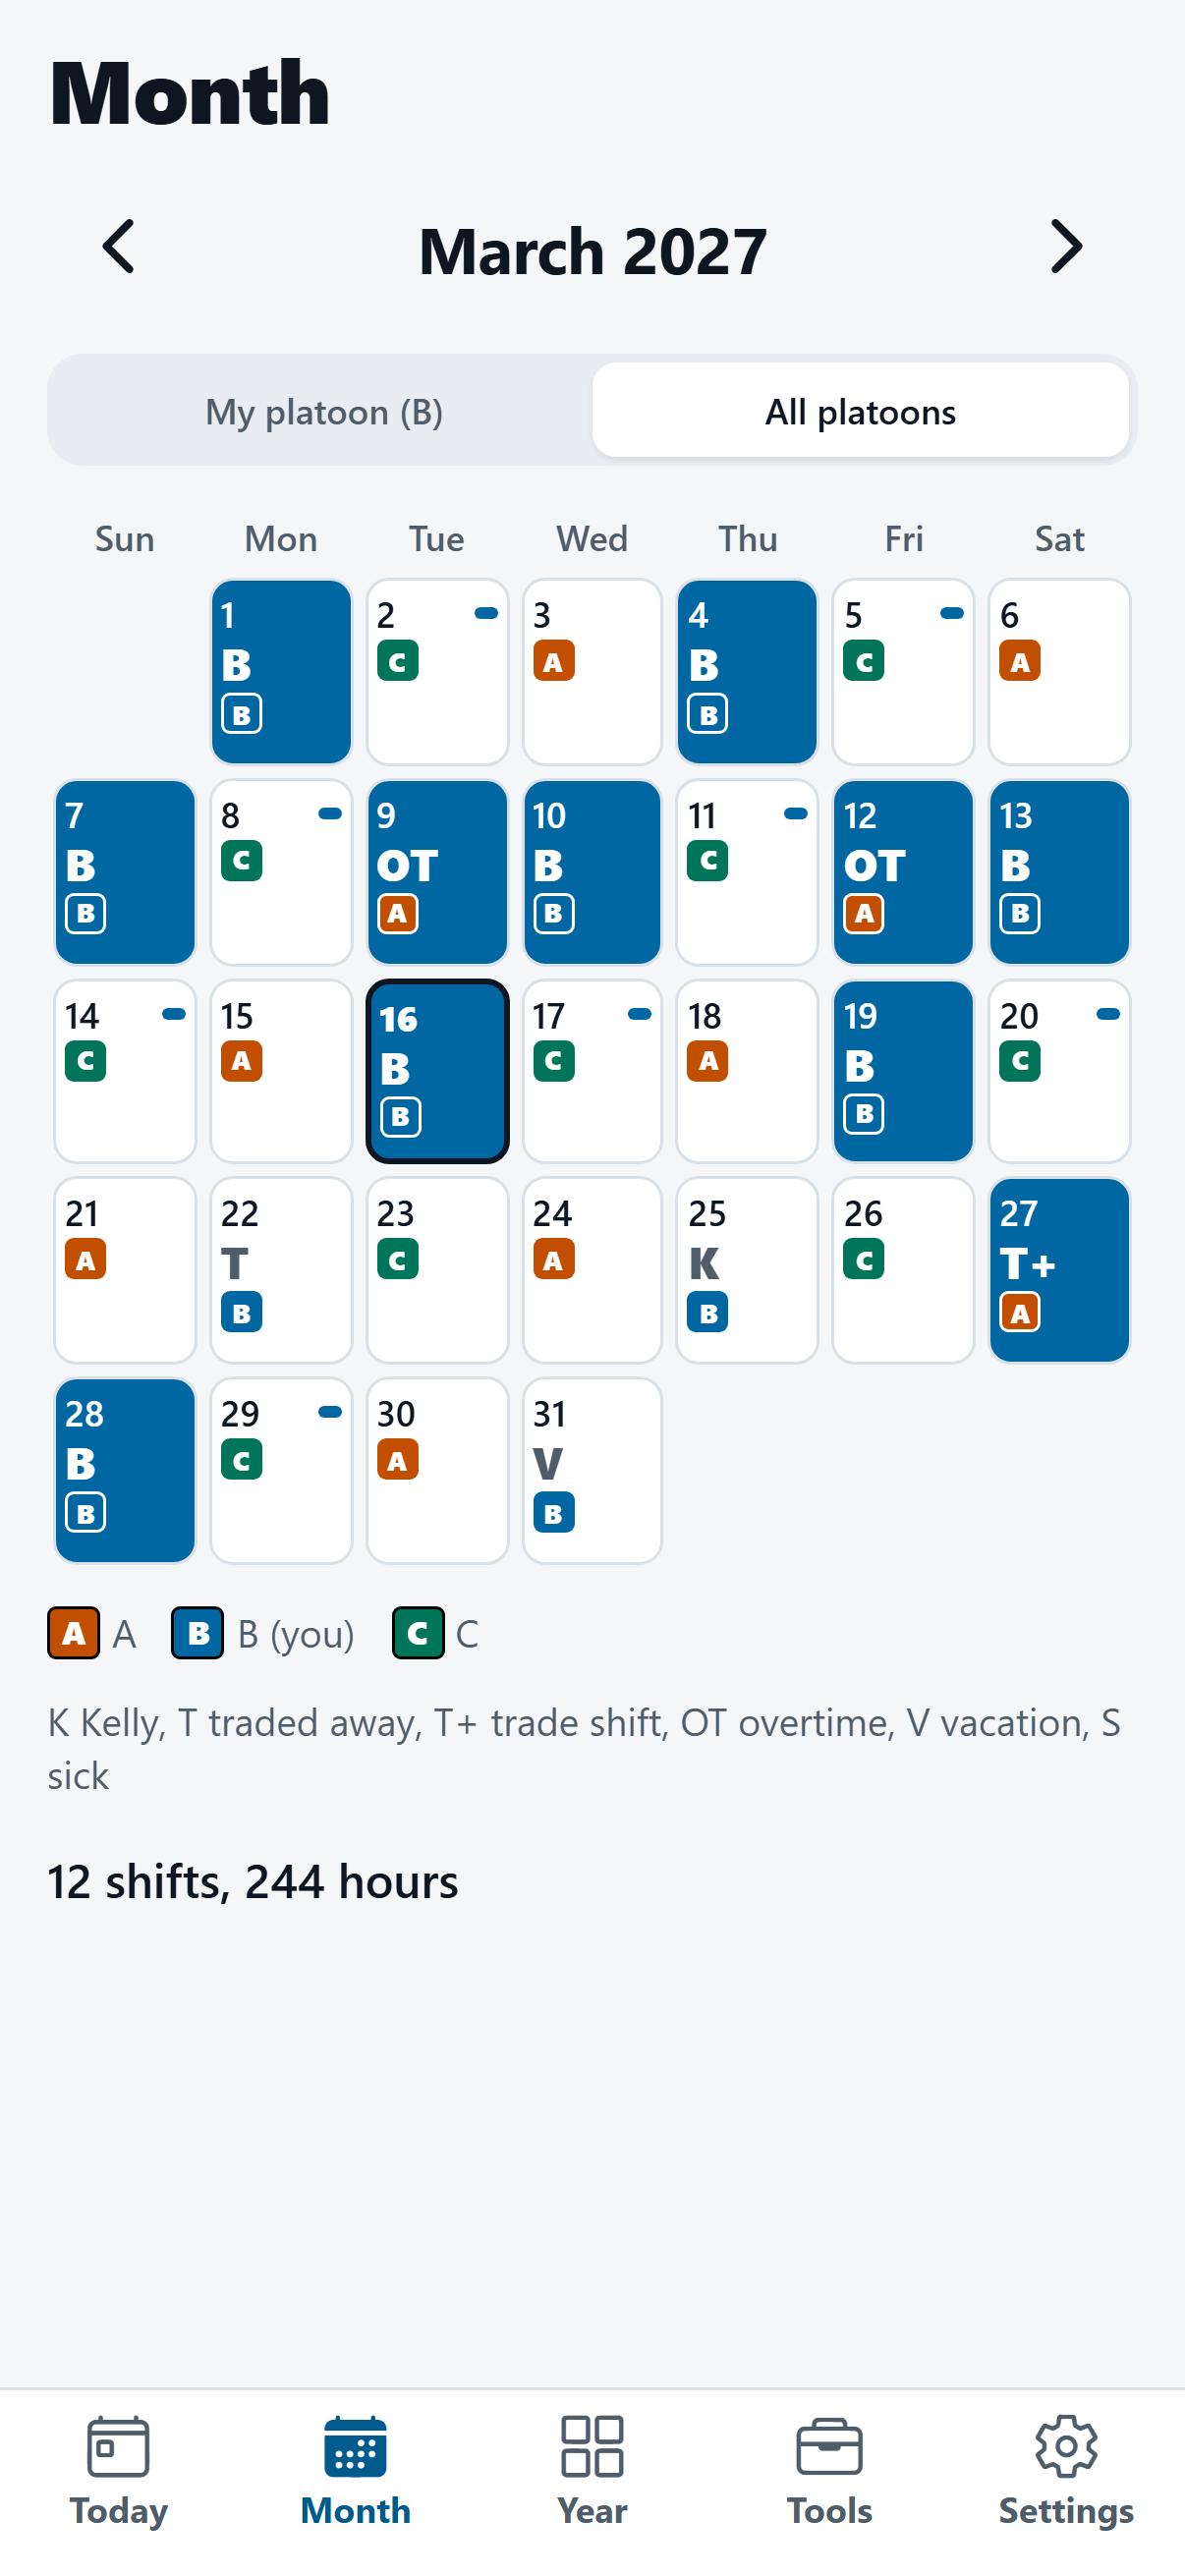 Month
March 2027
My platoon (B) All platoons
Sun Mon Tue Wed Thu Fri Sat
1 2 3 4 5 6
B C A B C A
B B
7 8 9 10 11 12 13
B C OT B C OT B
B A B A B
14 15 16 17 18 19 20
C A B C A B C
B B
21 22 23 24 25 26 27
A T C A K C T+
B B A
28 29 30 31
B C A V
B B
A A B B (you) C C
K Kelly, T traded away, T+ trade shift, OT overtime, V vacation, S
sick
12 shifts, 244 hours
Today Month Year Tools Settings